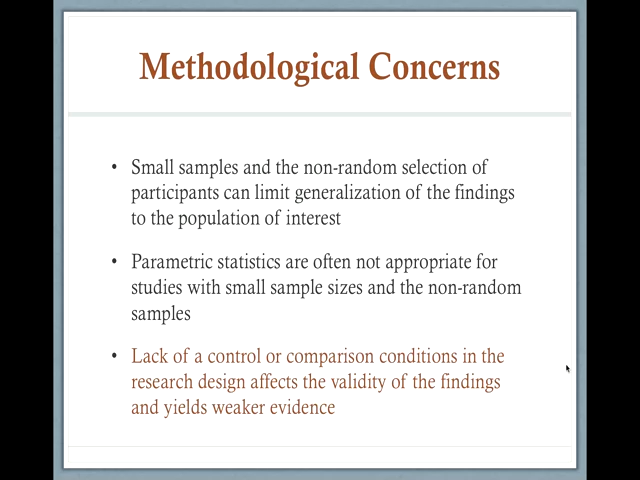 Methodological Concerns
• Small samples and the non-random selection of
participants can limit generalization of the findings
to the population of interest
• Parametric statistics are often not appropriate for
studies with small sample sizes and the non-random
samples
• Lack of a control or comparison conditions in the
research design affects the validity of the findings
and yields weaker evidence